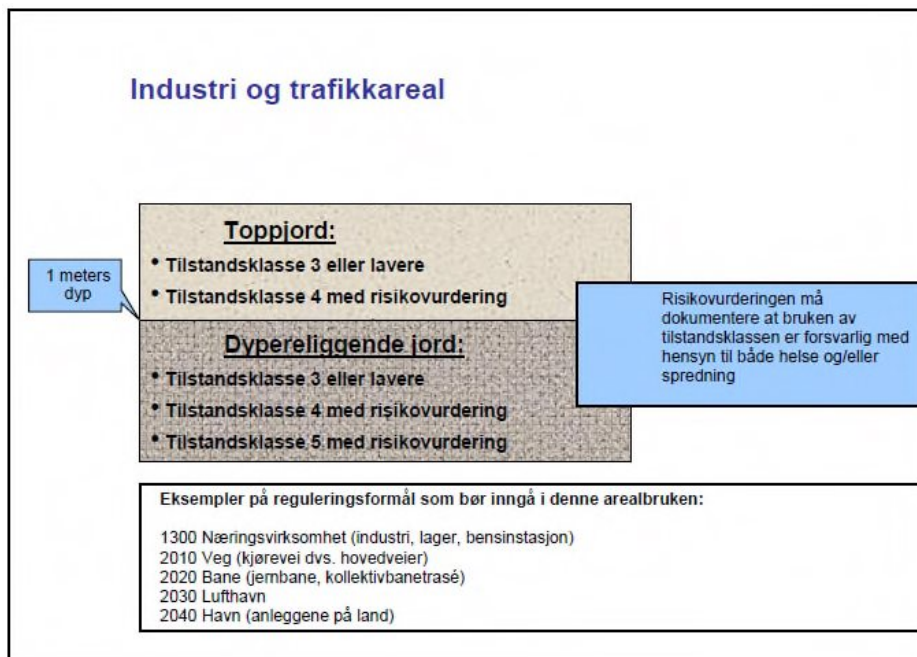 Industri og trafikkareal
Toppjord:
• Tilstandsklasse 3 eller lavere
• Tilstandsklasse 4 med risikovurdering
1 meters
dyp
Dypereliggende jord:
• Tilstandsklasse 3 eller lavere
• Tilstandsklasse 4 med risikovurdering
• Tilstandsklasse 5 med risikovurdering
Risikovurderingen må
dokumentere at bruken av
tilstandsklassen er forsvarlig med
hensyn til både helse og/eller
spredning
Eksempler på reguleringsformål som bør inngå i denne arealbruken:
1300 Næringsvirksomhet (industri, lager, bensinstasjon)
2010 Veg (kjørevei dvs. hovedveier)
2020 Bane (jernbane, kollektivbanetrasé)
2030 Lufthavn
2040 Havn (anleggene på land)